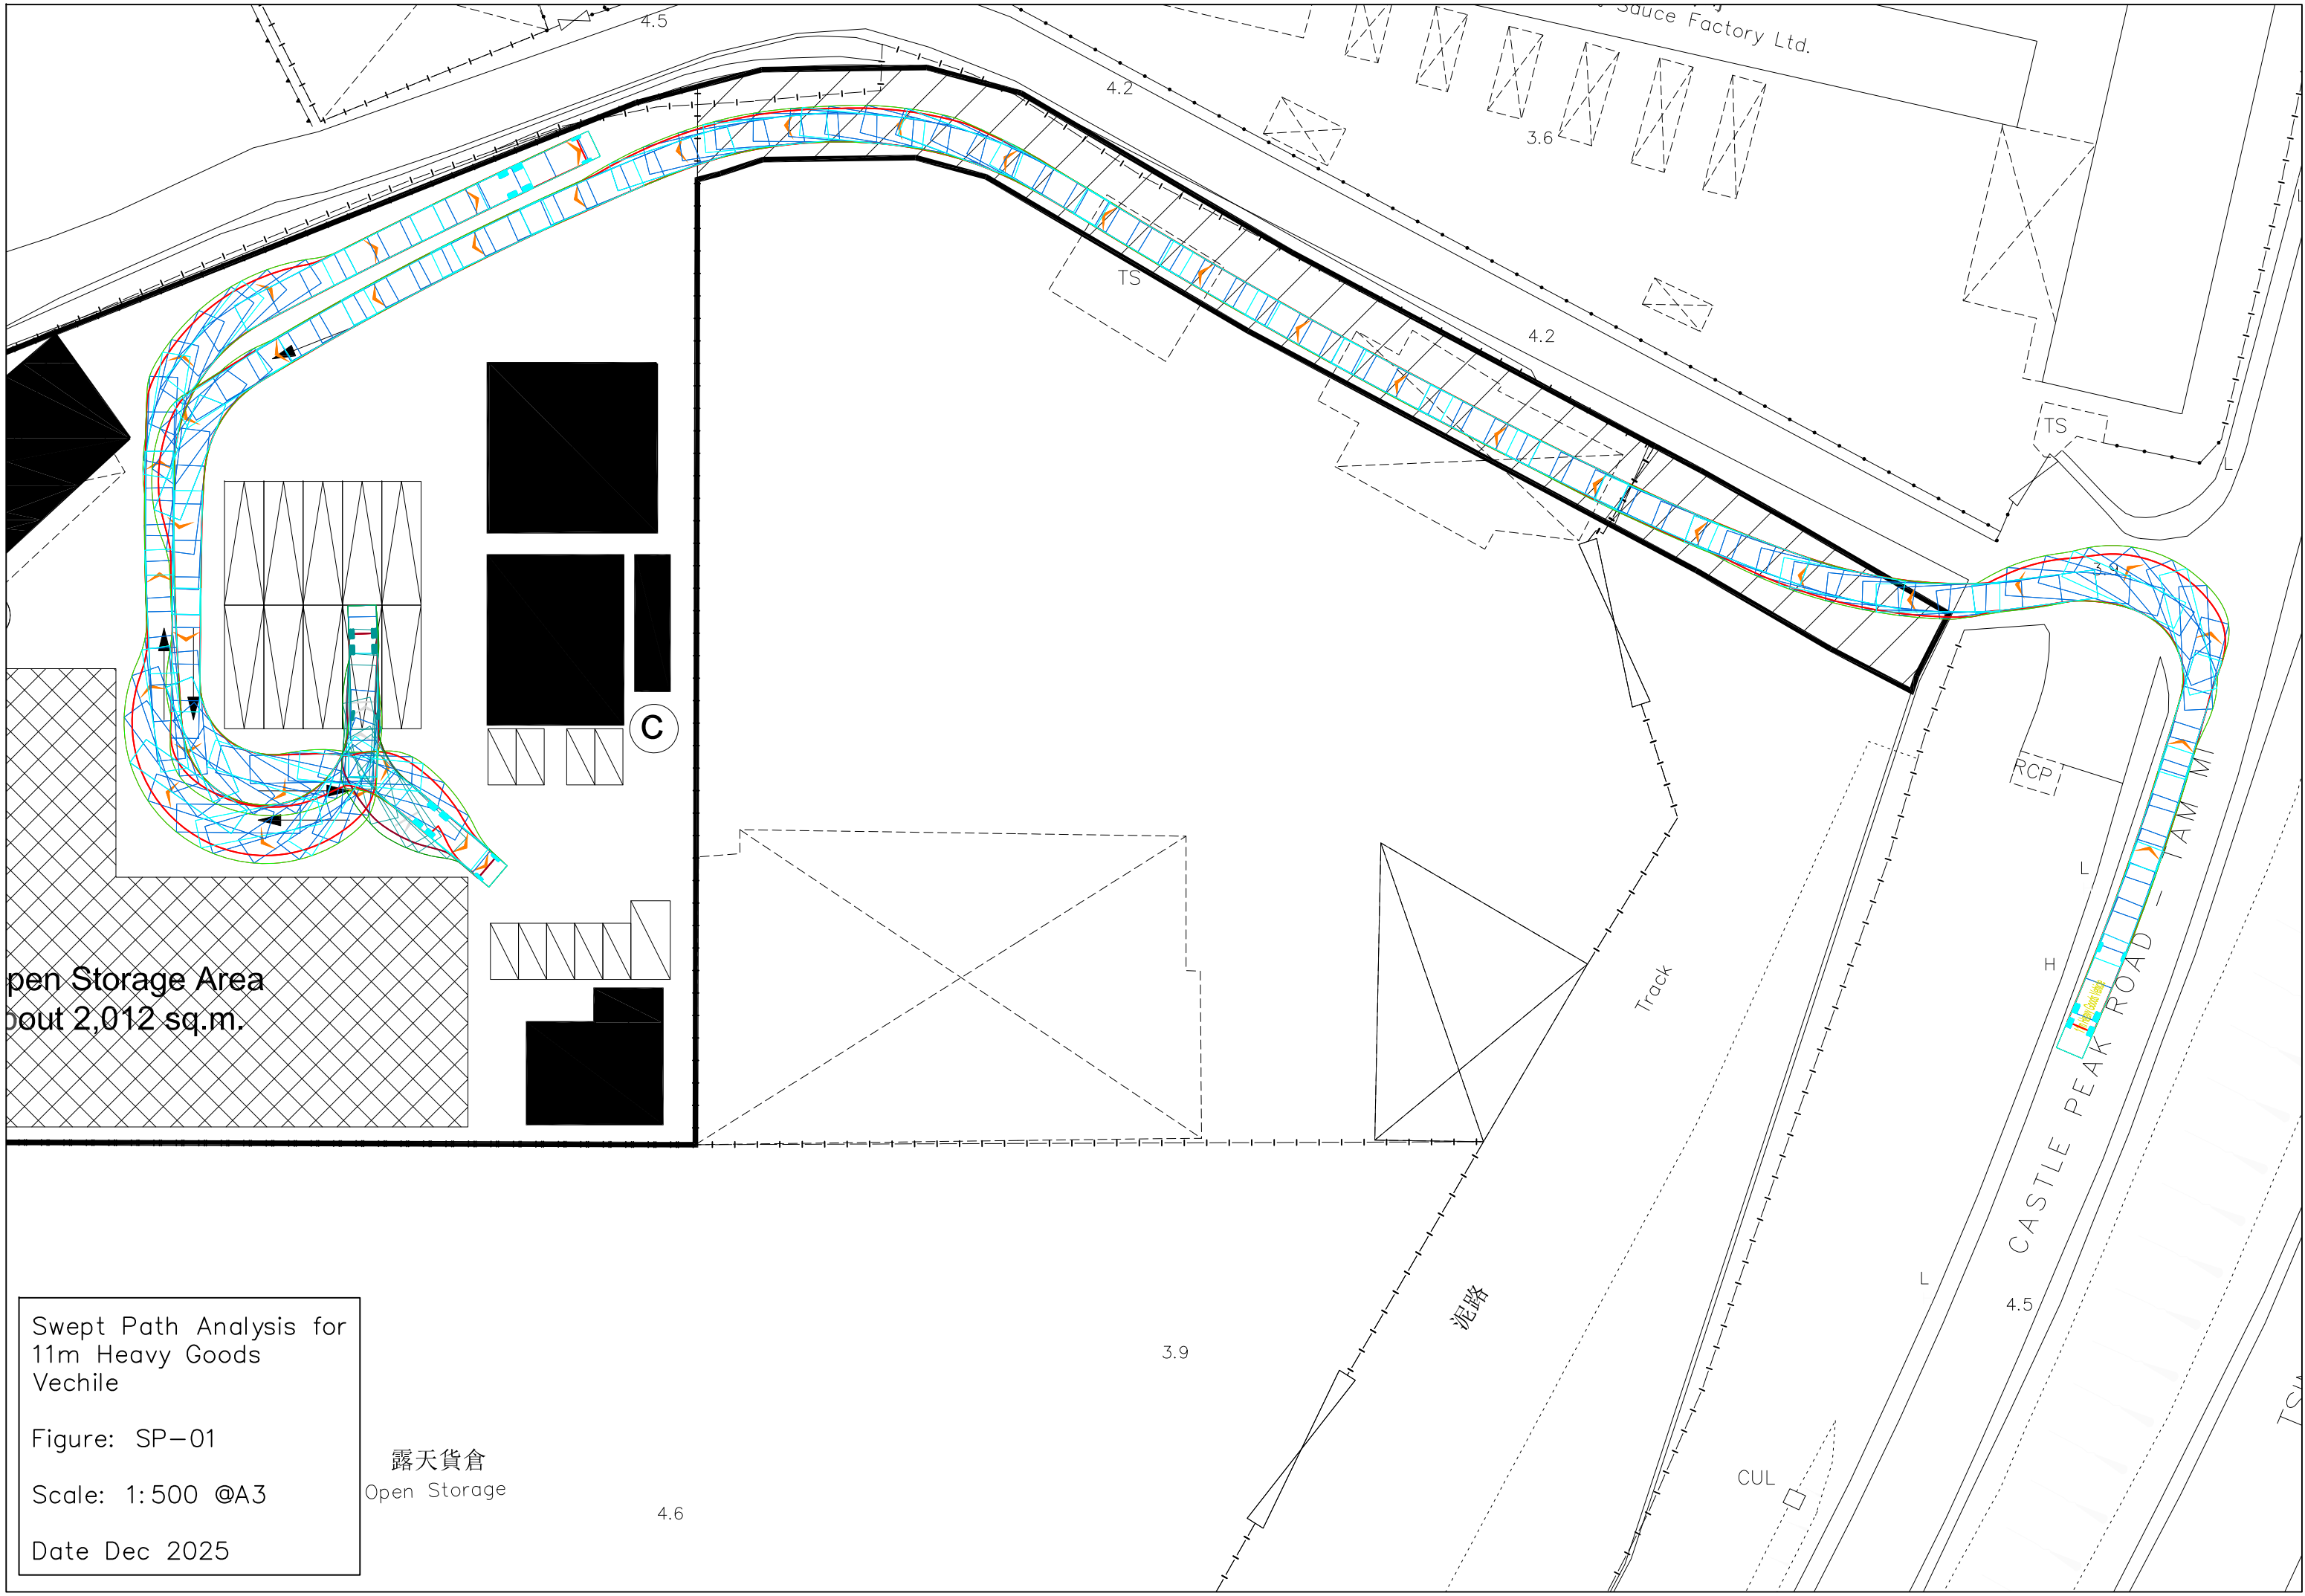 4.5
Sauce Factory Ltd.
4.2
3.6
TS
4.2
TS
L
3.9
C
RCP
L
H
CASTLE PEAK ROAD - TAM MI
Track
pen Storage Area
out 2,012 sq.m.
泥路
4.5
L
3.9
CUL
Swept Path Analysis for
11m Heavy Goods
Vechile
Figure: SP-01
Scale: 1:500 @A3
Date Dec 2025
露天貨倉
Open Storage
4.6